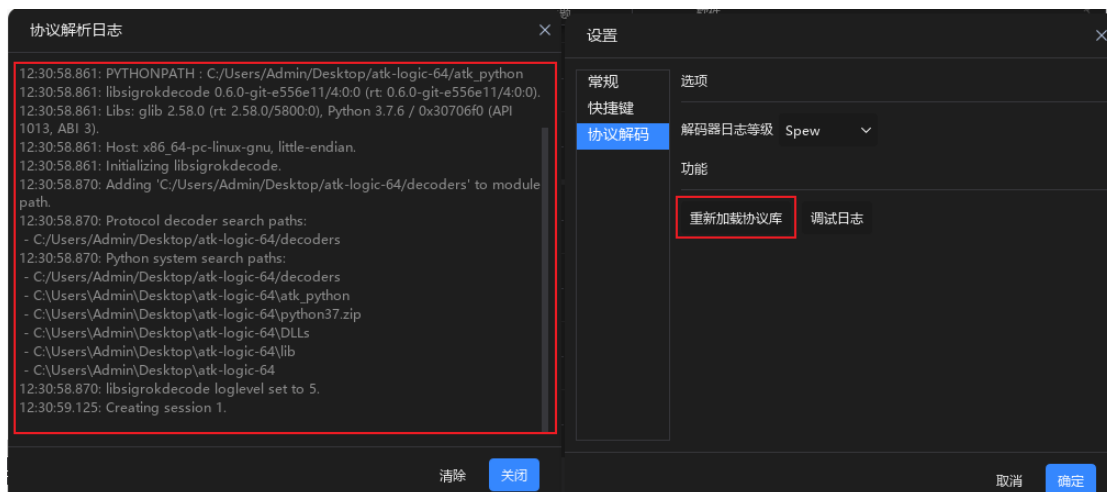 协议解析日志
12:30:58.861: PYTHONPATH : C:/Users/Admin/Desktop/atk-logic-64/atk_python
12:30:58.861: libsigrokdecode 0.6.0-git-e556e11/4:0:0 (rt: 0.6.0-git-e556e11/4:0:0).
12:30:58.861: Libs: glib 2.58.0 (rt: 2.58.0/5800:0), Python 3.7.6 / 0x30706f0 (API
1013, ABI 3).
12:30:58.861: Host: x86_64-pc-linux-gnu, little-endian.
12:30:58.861: Initializing libsigrokdecode.
12:30:58.870: Adding 'C:/Users/Admin/Desktop/atk-logic-64/decoders' to module
path.
12:30:58.870: Protocol decoder search paths:
- C:/Users/Admin/Desktop/atk-logic-64/decoders
12:30:58.870: Python system search paths:
- C:/Users/Admin/Desktop/atk-logic-64/decoders
- C:\Users\Admin\Desktop\atk-logic-64\atk_python
- C:\Users\Admin\Desktop\atk-logic-64\python37.zip
- C:\Users\Admin\Desktop\atk-logic-64\DLLs
- C:\Users\Admin\Desktop\atk-logic-64\lib
- C:\Users\Admin\Desktop\atk-logic-64
12:30:58.870: libsigrokdecode loglevel set to 5.
12:30:59.125: Creating session 1.
清除
关闭
设置
常规
快捷键
协议解码
选项
解码器日志等级 Spew
功能
重新加载协议库
调试日志
取消
确定